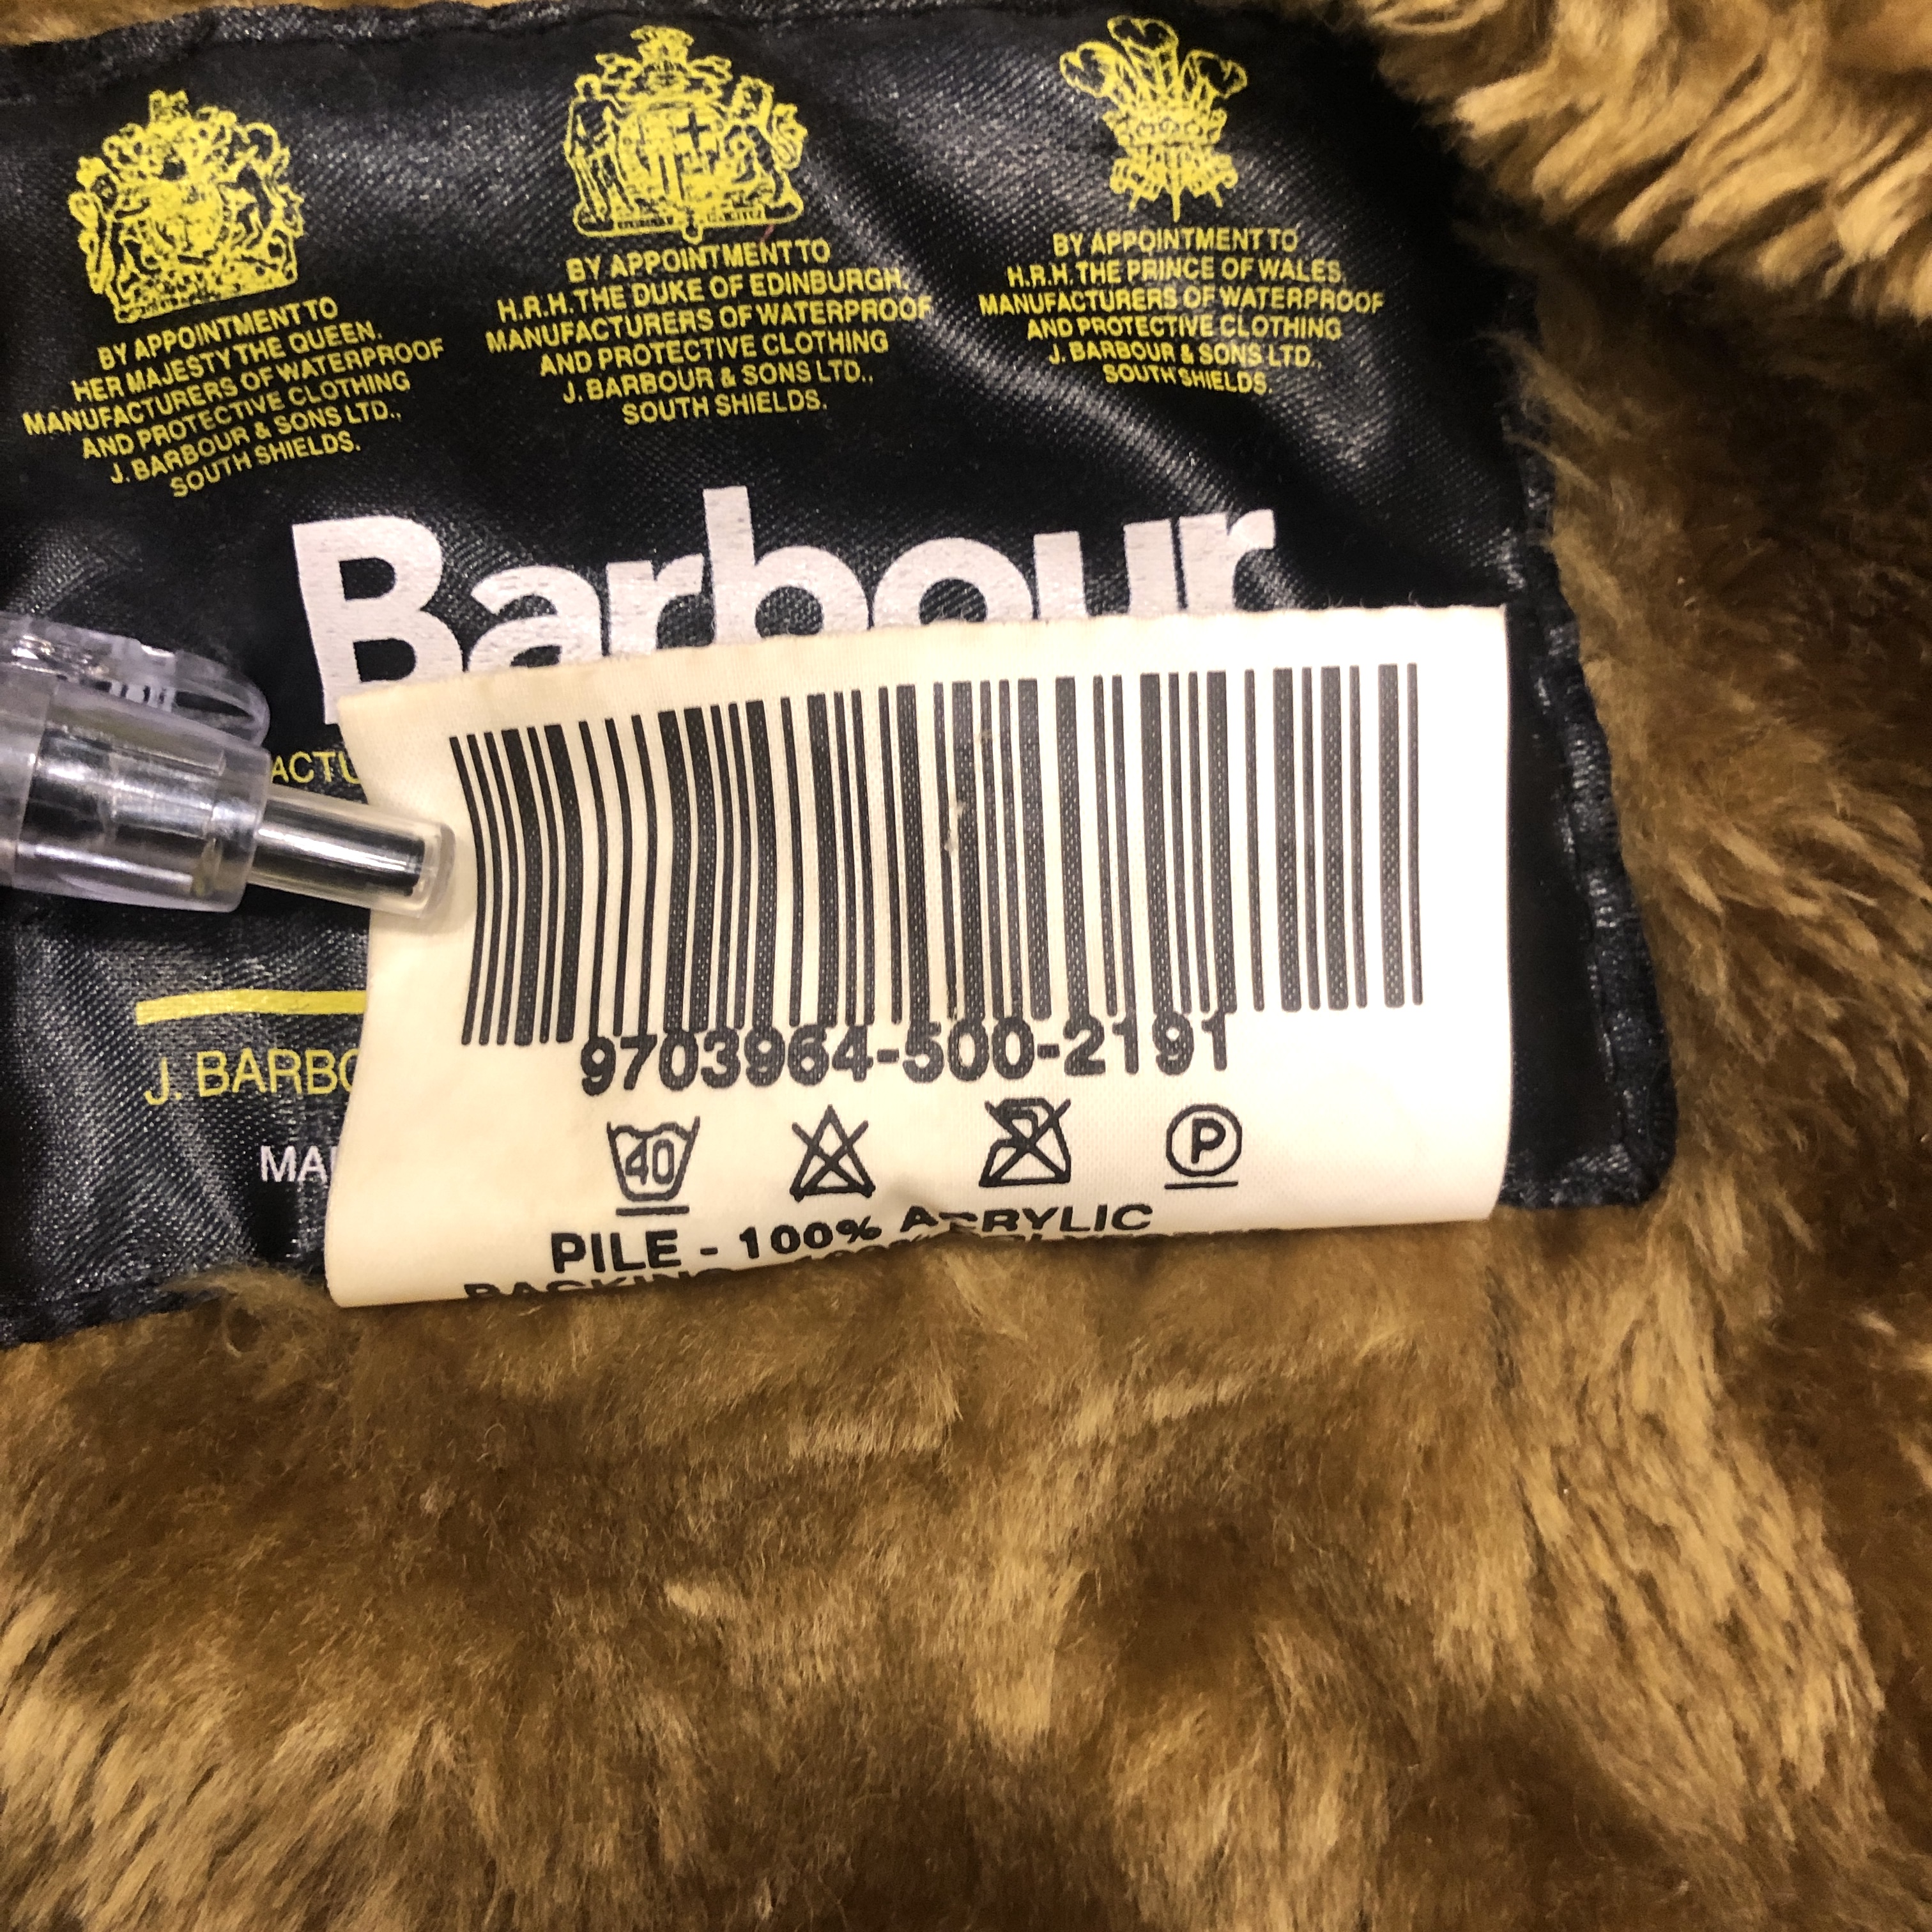 BY APPOINTMENT TO
HER MAJESTY THE QUEEN,
MANUFACTURERS OF WATERPROOF
AND PROTECTIVE CLOTHING
J. BARBOUR & SONS LTD.,
SOUTH SHIELDS.
BY APPOINTMENT TO
H.R.H. THE DUKE OF EDINBURGH,
MANUFACTURERS OF WATERPROOF
AND PROTECTIVE CLOTHING
J. BARBOUR & SONS LTD.,
SOUTH SHIELDS.
BY APPOINTMENT TO
H.R.H. THE PRINCE OF WALES,
MANUFACTURERS OF WATERPROOF
AND PROTECTIVE CLOTHING
J. BARBOUR & SONS LTD.,
SOUTH SHIELDS.
Barbour
9703964-500-2191
40
P
PILE - 100% ACRYLIC
J.